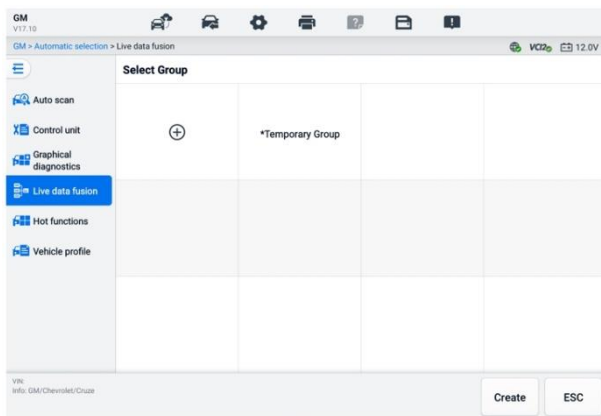 GM
V17.10
GM > Automatic selection > Live data fusion
VCI2
12.0V
Select Group
Auto scan
Control unit
Graphical
diagnostics
Live data fusion
Hot functions
Vehicle profile
*Temporary Group
VIN:
Info: GM/Chevrolet/Cruze
Create
ESC